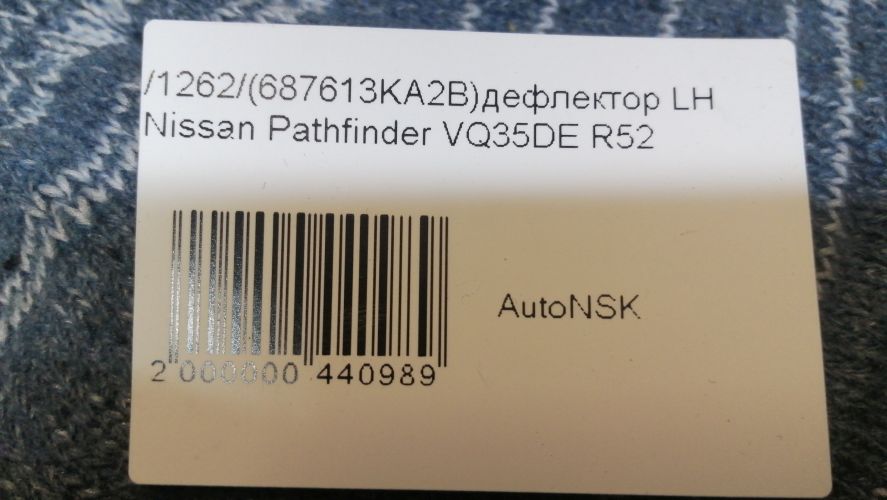 /1262/(687613KA2B)дефлектор LH
Nissan Pathfinder VQ35DE R52
AutoNSK
2 000000 440989